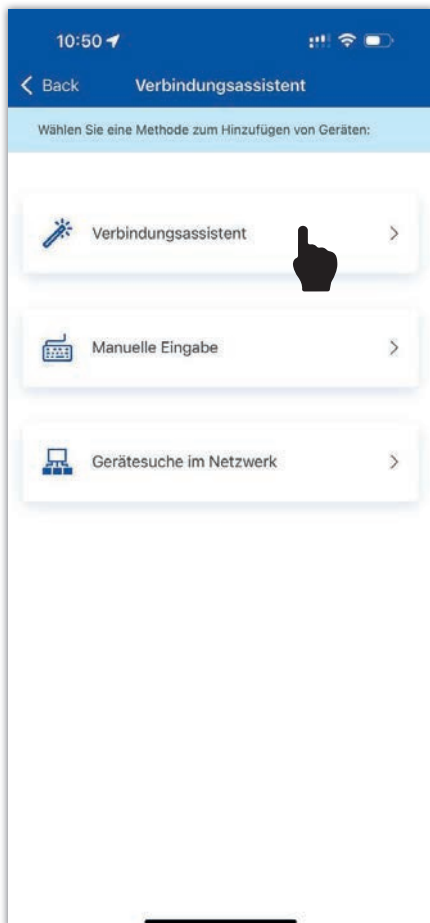 10:50
Back
Verbindungsassistent
Wählen Sie eine Methode zum Hinzufügen von Geräten:
Verbindungsassistent
Manuelle Eingabe
Gerätesuche im Netzwerk